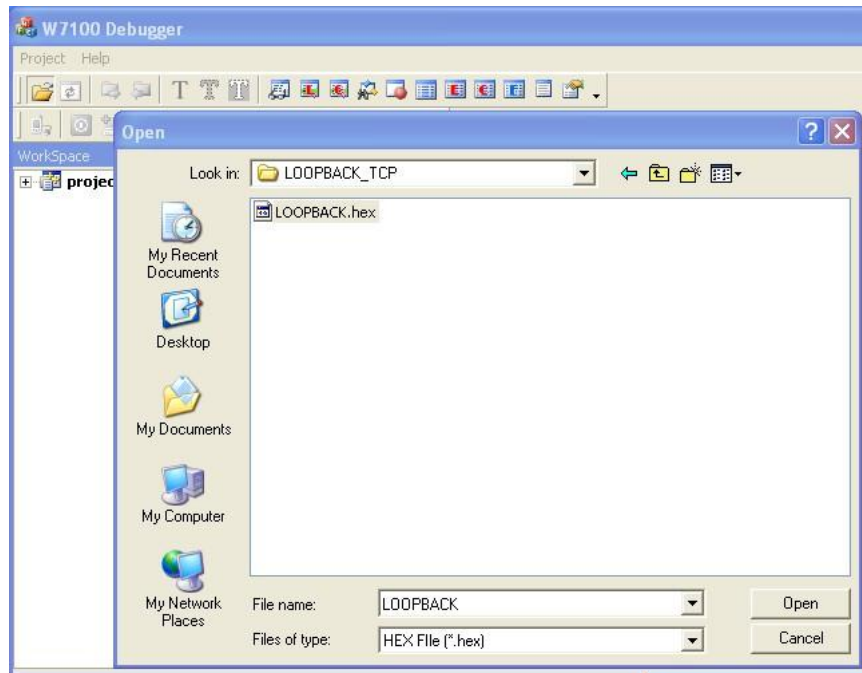 W7100 Debugger
Project Help
WorkSpace
projec
Open
Look in: LOOPBACK_TCP
LOOPBACK.hex
My Recent
Documents
Desktop
My Documents
My Computer
My Network
Places
File name: LOOPBACK
Open
Files of type: HEX FIle (*.hex)
Cancel